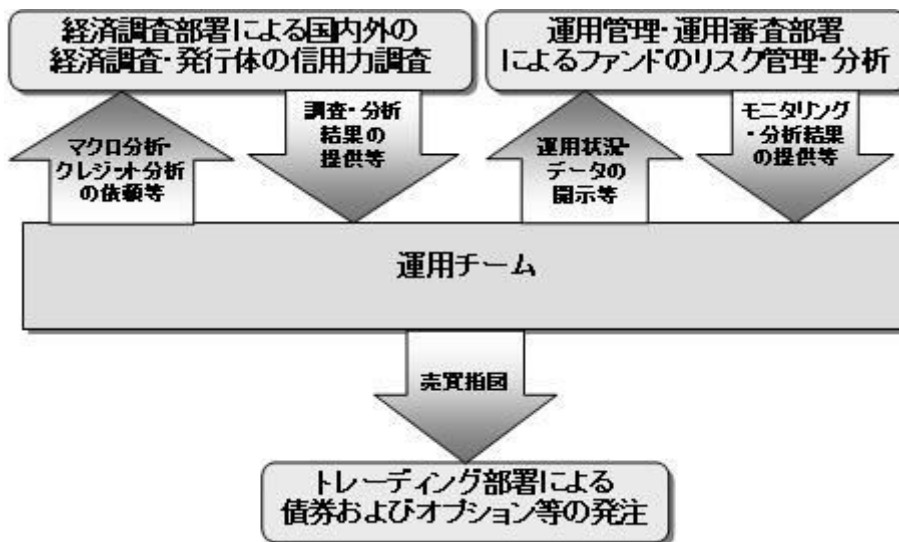 経済調査部署による国内外の
経済調査・発行体の信用力調査
運用管理・運用審査部署
によるファンドのリスク管理・分析
マクロ分析・
クレジット分析
の依頼等
調査・分析
結果の
提供等
運用状況・
データの
開示等
モニタリング
・分析結果
の提供等
運用チーム
売買指図
トレーディング部署による
債券およびオプション等の発注